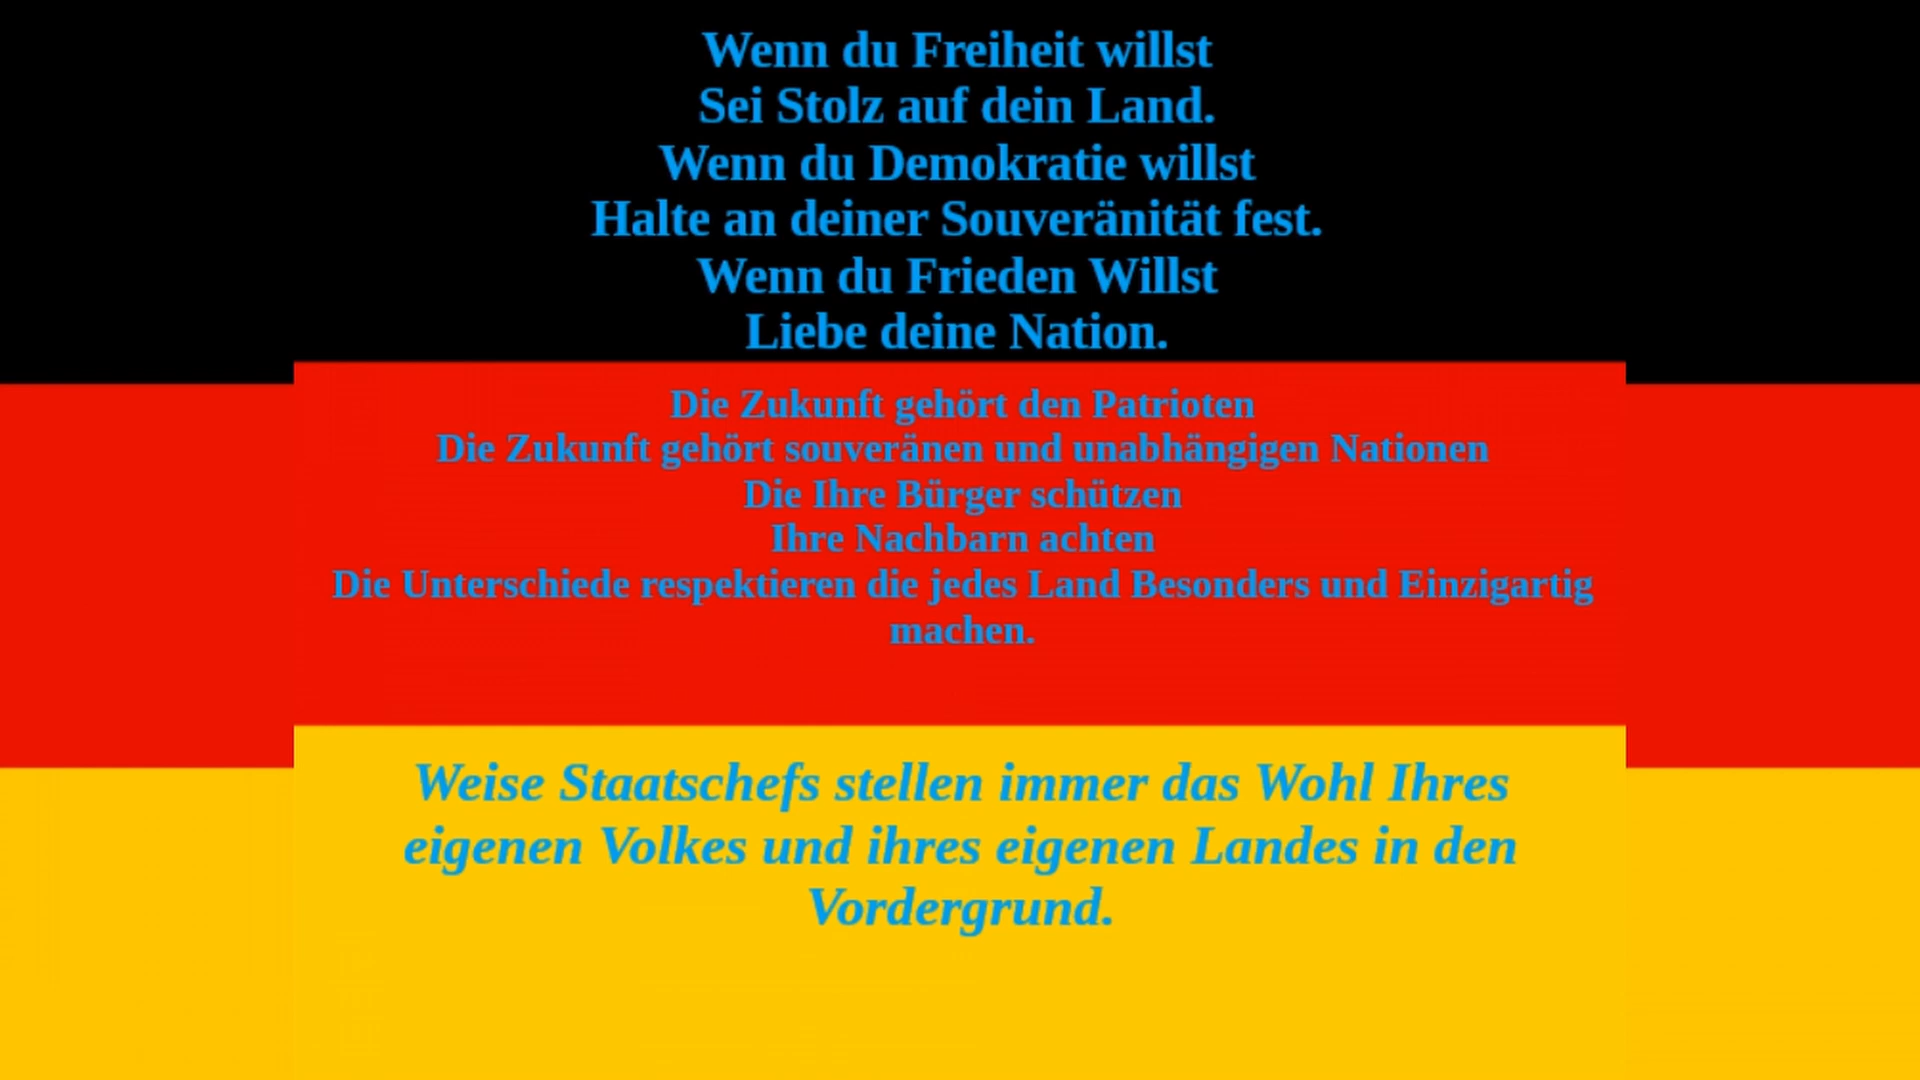 Wenn du Freiheit willst
Sei Stolz auf dein Land.
Wenn du Demokratie willst
Halte an deiner Souveränität fest.
Wenn du Frieden Willst
Liebe deine Nation.
Die Zukunft gehört den Patrioten
Die Zukunft gehört souveränen und unabhängigen Nationen
Die Ihre Bürger schützen
Ihre Nachbarn achten
Die Unterschiede respektieren die jedes Land Besonders und Einzigartig
machen.
Weise Staatschefs stellen immer das Wohl Ihres
eigenen Volkes und ihres eigenen Landes in den
Vordergrund.